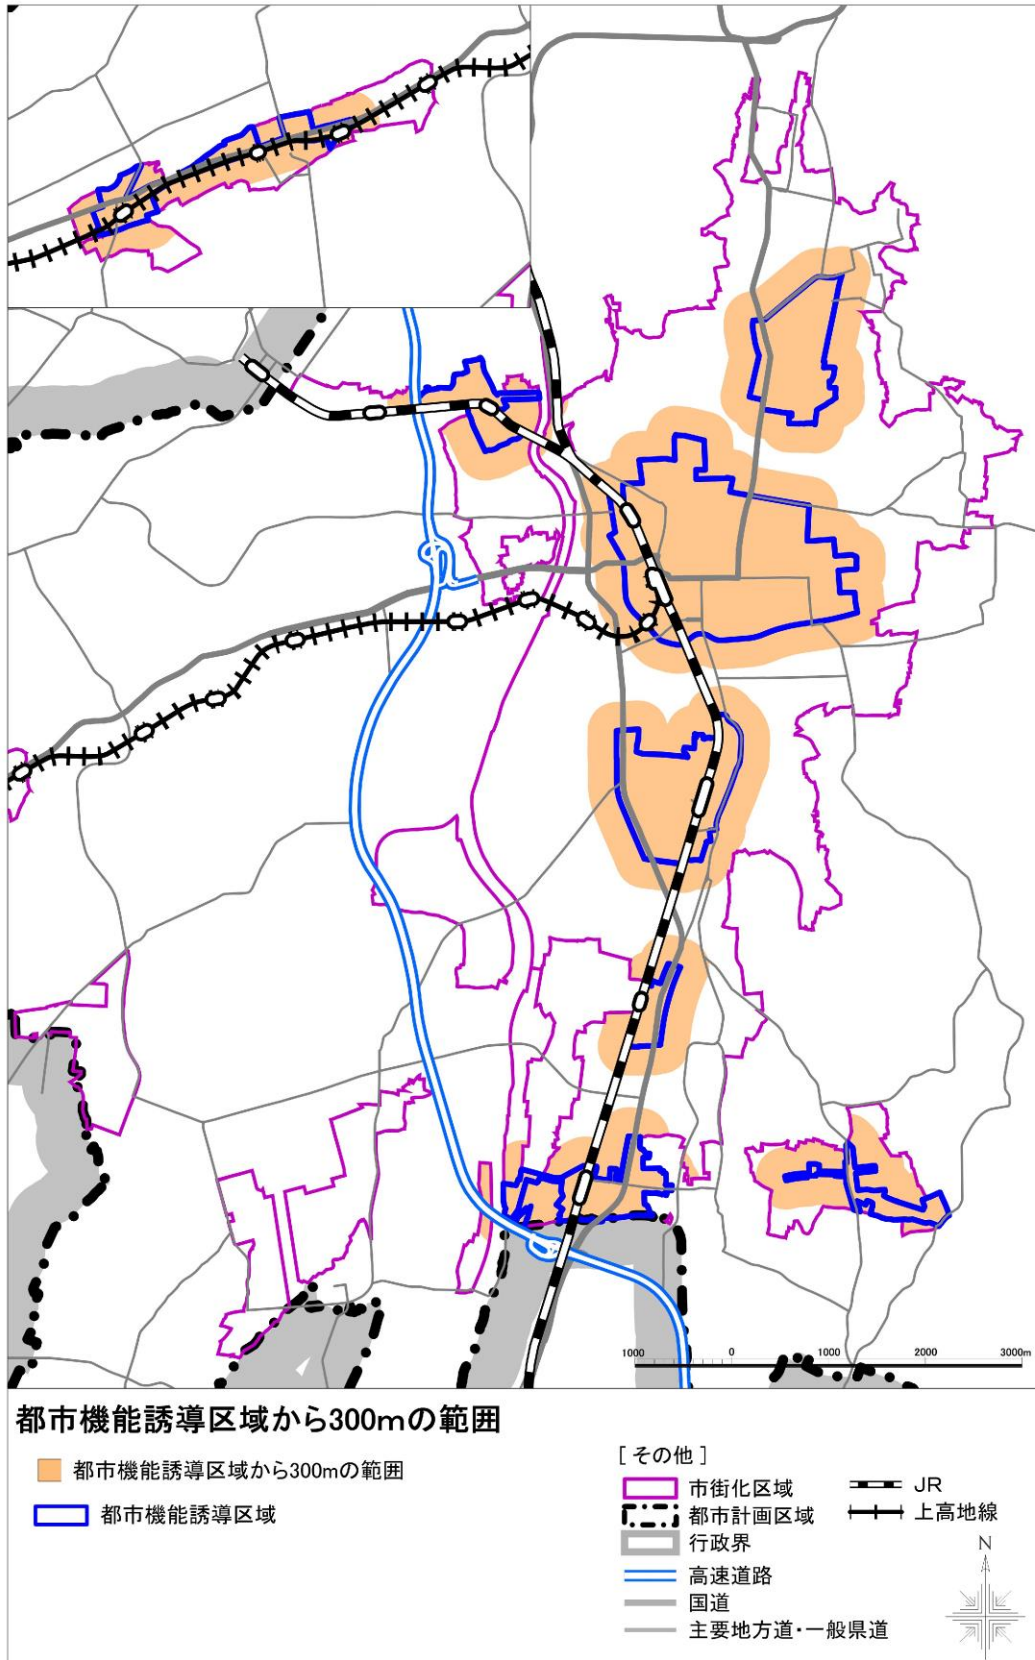 1000 0 1000 2000 3000m
都市機能誘導区域から300mの範囲
都市機能誘導区域から300mの範囲
都市機能誘導区域
[その他]
市街化区域
都市計画区域
行政界
高速道路
国道
主要地方道・一般県道
JR
上高地線
N